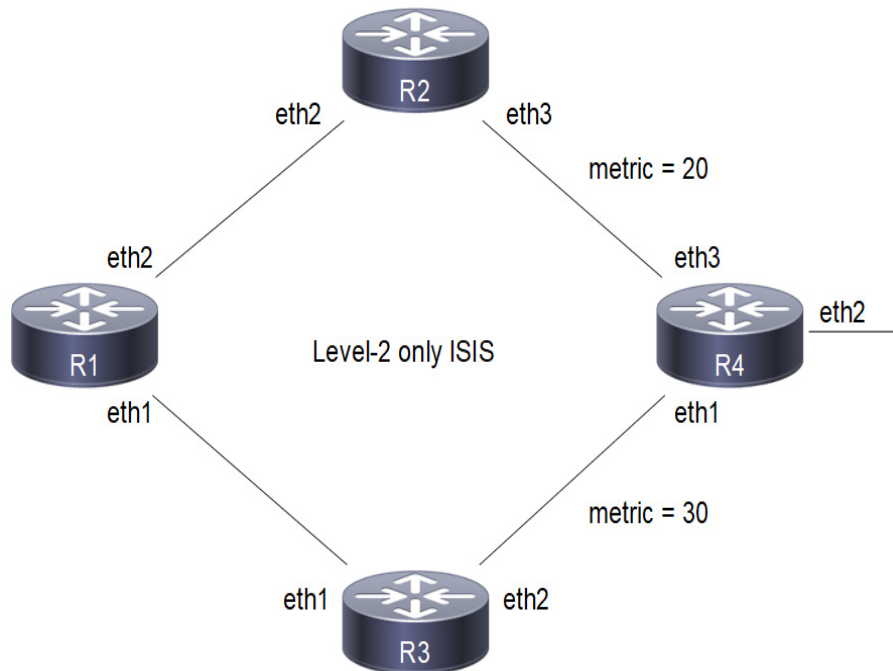 R2
eth2
eth3
metric = 20
eth2
eth3
eth2
R1
Level-2 only ISIS
R4
eth1
eth1
metric = 30
eth1
eth2
R3